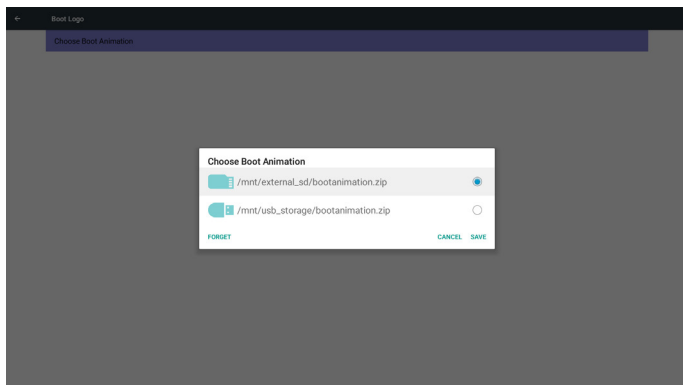 Boot Logo
Choose Boot Animation
Choose Boot Animation
/mnt/external_sd/bootanimation.zip
/mnt/usb_storage/bootanimation.zip
FORGET CANCEL SAVE